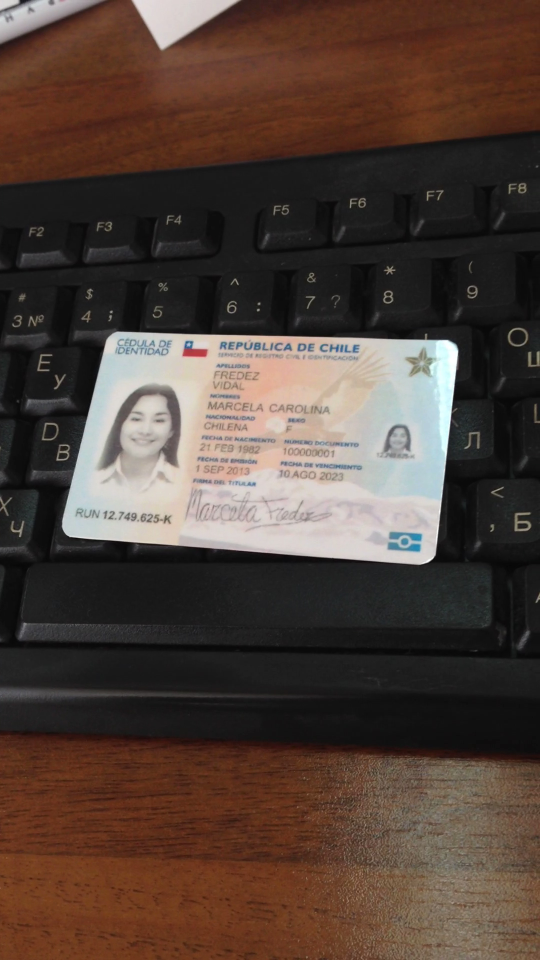 F2 F3 F4 F5 F6 F7 F8
# $ % ^ & * (
3 № 4 ; 5 6 : 7 ? 8 9
Е
У
О
Ш
CÉDULA DE
IDENTIDAD
REPÚBLICA DE CHILE
SERVICIO DE REGISTRO CIVIL E IDENTIFICACIÓN
APELLIDOS
FREDEZ
VIDAL
NOMBRES
MARCELA CAROLINA
NACIONALIDAD SEXO
CHILENA F
FECHA DE NACIMIENTO NÚMERO DOCUMENTO
21 FEB 1982 100000001
FECHA DE EMISIÓN FECHA DE VENCIMIENTO
1 SEP 2013 10 AGO 2023
FIRMA DEL TITULAR
Marcela Fredez
RUN 12.749.625-K
12.749.625-K
D
В
Л
Х
Ч
<
, Б